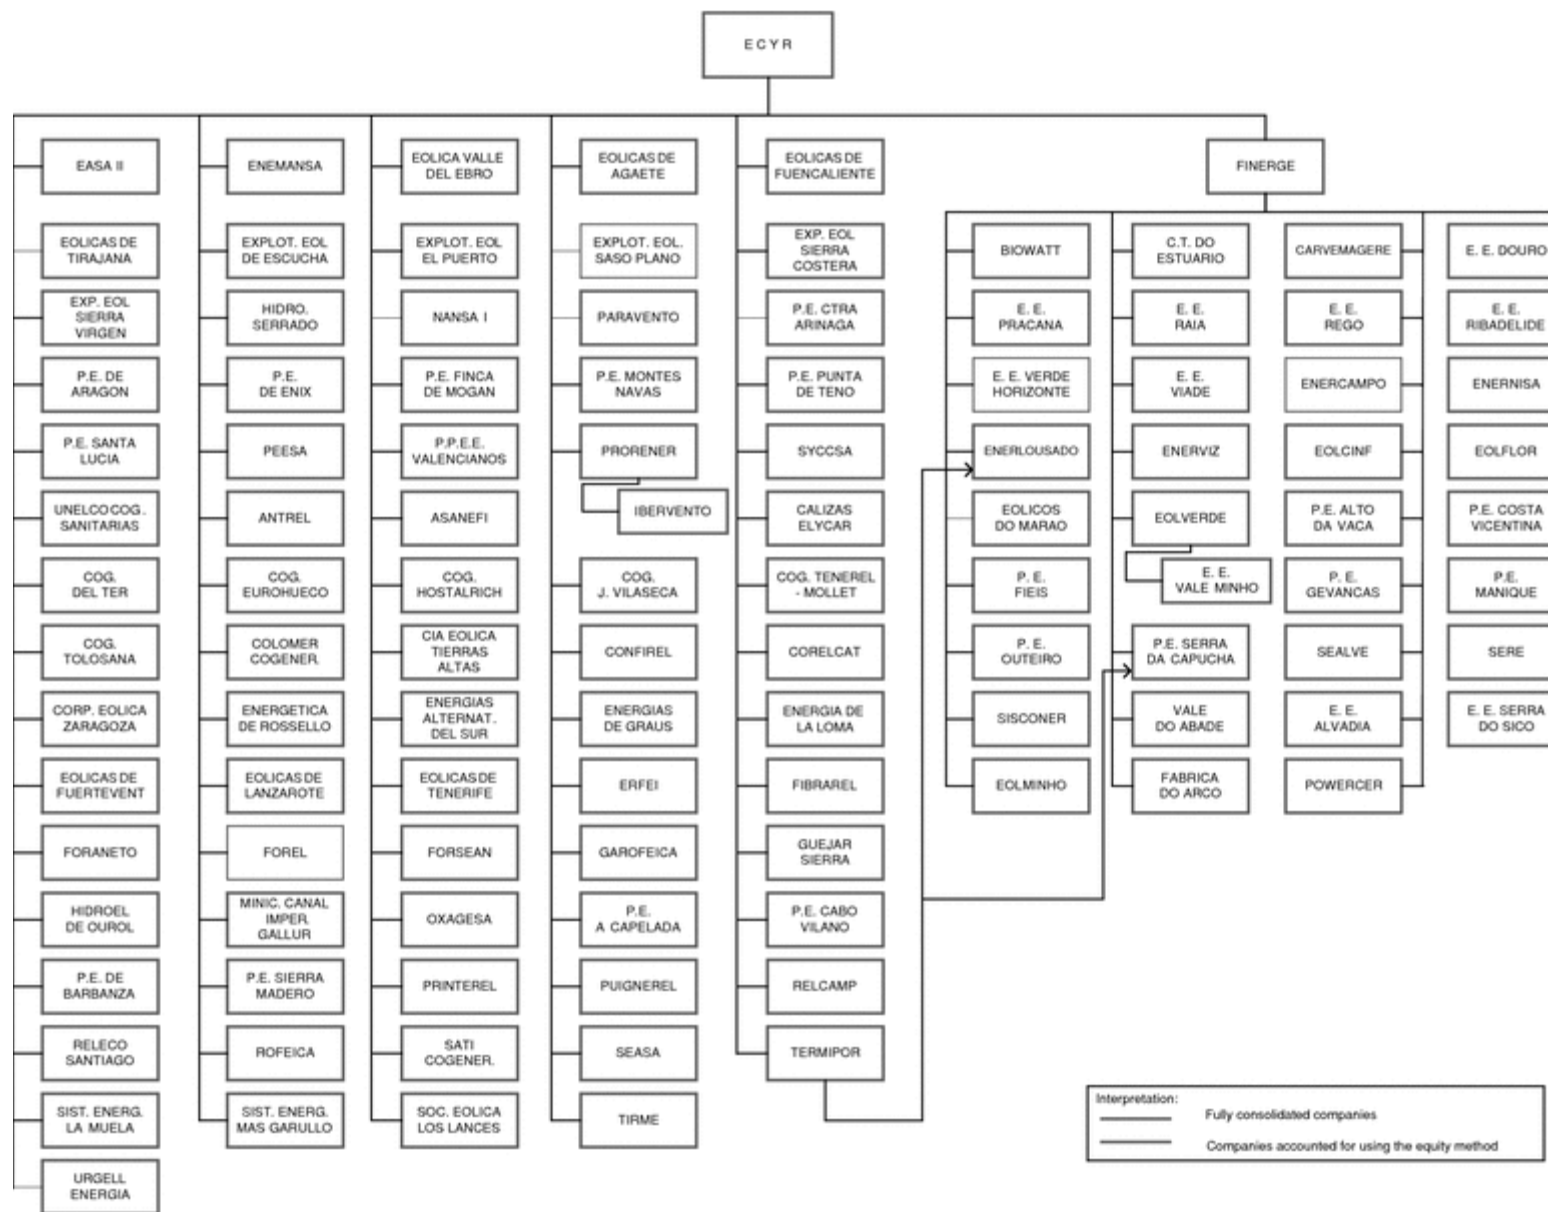 ECYR
EASA II
ENEMANSA
EOLICA VALLE
DEL EBRO
EOLICAS DE
AGAETE
EOLICAS DE
FUENCALIENTE
FINERGE
EOLICAS DE
TIRAJANA
EXPLOT. EOL
DE ESCUCHA
EXPLOT. EOL
EL PUERTO
EXPLOT. EOL.
SASO PLANO
EXP. EOL
SIERRA
COSTERA
BIOWATT
C.T. DO
ESTUARIO
CARVEMAGERE
E. E. DOURO
EXP. EOL
SIERRA
VIRGEN
HIDRO.
SERRADO
NANSA I
PARAVENTO
P.E. CTRA
ARINAGA
E. E.
PRACANA
E. E.
RAIA
E. E.
REGO
E. E.
RIBADELIDE
P.E. DE
ARAGON
P.E.
DE ENIX
P.E. FINCA
DE MOGAN
P.E. MONTES
NAVAS
P.E. PUNTA
DE TENO
E. E. VERDE
HORIZONTE
E. E.
VIADE
ENERCAMPO
ENERNISA
P.E. SANTA
LUCIA
PEESA
P.P.E.E.
VALENCIANOS
PRORENER
SYCCSA
ENERLOUSADO
ENERVIZ
EOLCINF
EOLFLOR
UNELCO COG.
SANITARIAS
ANTREL
ASANEFI
IBERVENTO
CALIZAS
ELYCAR
EOLICOS
DO MARAO
EOLVERDE
P.E. ALTO
DA VACA
P.E. COSTA
VICENTINA
COG.
DEL TER
COG.
EUROHUECO
COG.
HOSTALRICH
COG.
J. VILASECA
COG. TENEREL
- MOLLET
P. E.
FIEIS
E. E.
VALE MINHO
P. E.
GEVANCAS
P.E.
MANIQUE
COG.
TOLOSANA
COLOMER
COGENER.
CIA EOLICA
TIERRAS
ALTAS
CONFIREL
CORELCAT
P. E.
OUTEIRO
P.E. SERRA
DA CAPUCHA
SEALVE
SERE
CORP. EOLICA
ZARAGOZA
ENERGETICA
DE ROSSELLO
ENERGIAS
ALTERNAT.
DEL SUR
ENERGIAS
DE GRAUS
ENERGIA DE
LA LOMA
SISCONER
VALE
DO ABADE
E. E.
ALVADIA
E. E. SERRA
DO SICO
EOLICAS DE
FUERTEVENT
EOLICAS DE
LANZAROTE
EOLICAS DE
TENERIFE
ERFEI
FIBRAREL
EOLMINHO
FABRICA
DO ARCO
POWERCER
FORANETO
FOREL
FORSEAN
GAROFEICA
GUEJAR
SIERRA
HIDROEL
DE OUROL
MINIC. CANAL
IMPER.
GALLUR
OXAGESA
P.E.
A CAPELADA
P.E. CABO
VILANO
P.E. DE
BARBANZA
P.E. SIERRA
MADERO
PRINTEREL
PUIGNEREL
RELCAMP
RELECO
SANTIAGO
ROFEICA
SATI
COGENER.
SEASA
TERMIPOR
SIST. ENERG.
LA MUELA
SIST. ENERG.
MAS GARULLO
SOC. EOLICA
LOS LANCES
TIRME
URGELL
ENERGIA
Interpretation:
Fully consolidated companies
Companies accounted for using the equity method